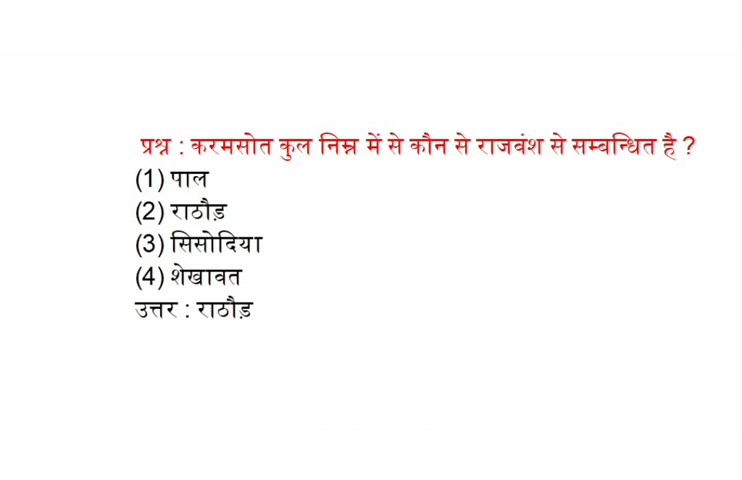 प्रश्न : करमसोत कुल निम्न में से कौन से राजवंश से सम्बन्धित है ?
(1) पाल
(2) राठौड़
(3) सिसोदिया
(4) शेखावत
उत्तर : राठौड़